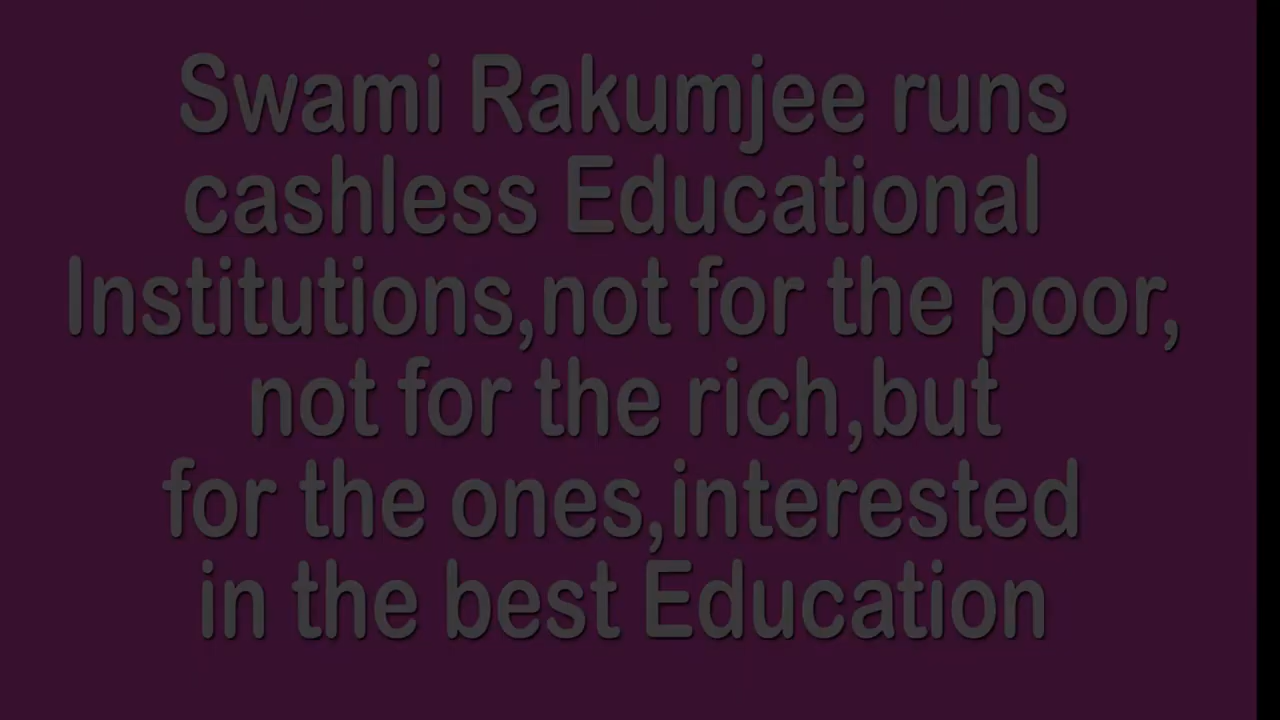 Swami Rakumjee runs
cashless Educational
Institutions,not for the poor,
not for the rich,but
for the ones,interested
in the best Education